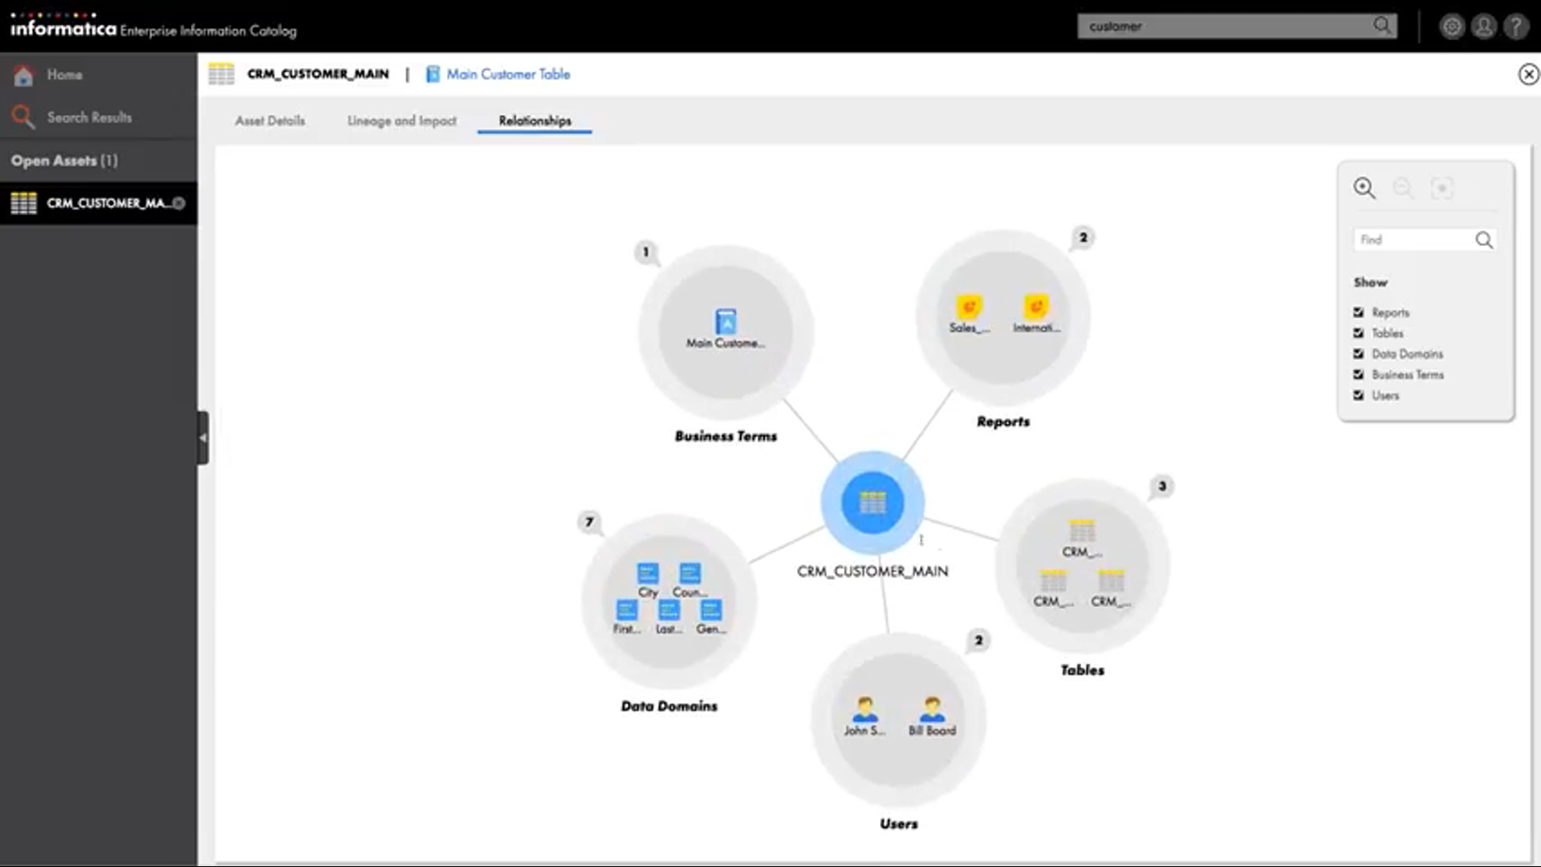 informatica Enterprise Information Catalog
customer
Home
Search Results
Open Assets (1)
CRM_CUSTOMER_MA...
CRM_CUSTOMER_MAIN | Main Customer Table
Asset Details
Lineage and Impact
Relationships
Find
Show
Reports
Tables
Data Domains
Business Terms
Users
1
Main Custome...
Business Terms
2
Sales_...
Internati...
Reports
CRM_CUSTOMER_MAIN
7
City
Coun...
First...
Last...
Gen...
Data Domains
3
CRM_...
CRM_...
CRM_...
Tables
2
John S...
Bill Board
Users